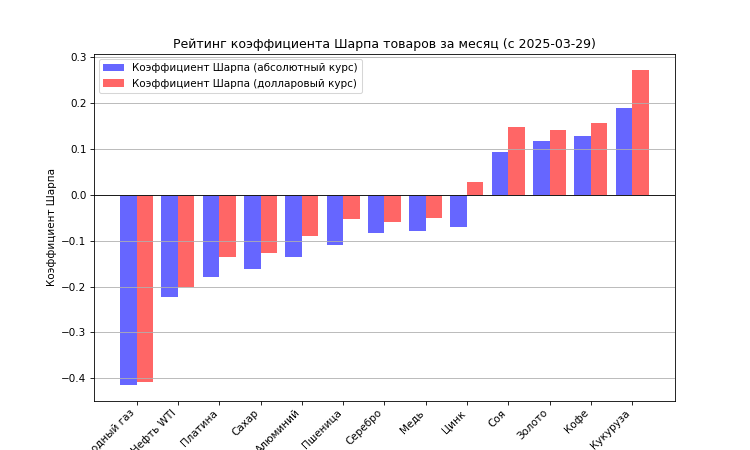 Рейтинг коэффициента Шарпа товаров за месяц (с 2025-03-29)
Коэффициент Шарпа (абсолютный курс)
Коэффициент Шарпа (долларовый курс)
Коэффициент Шарпа
0.3
0.2
0.1
0.0
−0.1
−0.2
−0.3
−0.4
одный газ
Нефть WTI
Платина
Сахар
Алюминий
Пшеница
Серебро
Медь
Цинк
Соя
Золото
Кофе
Кукуруза